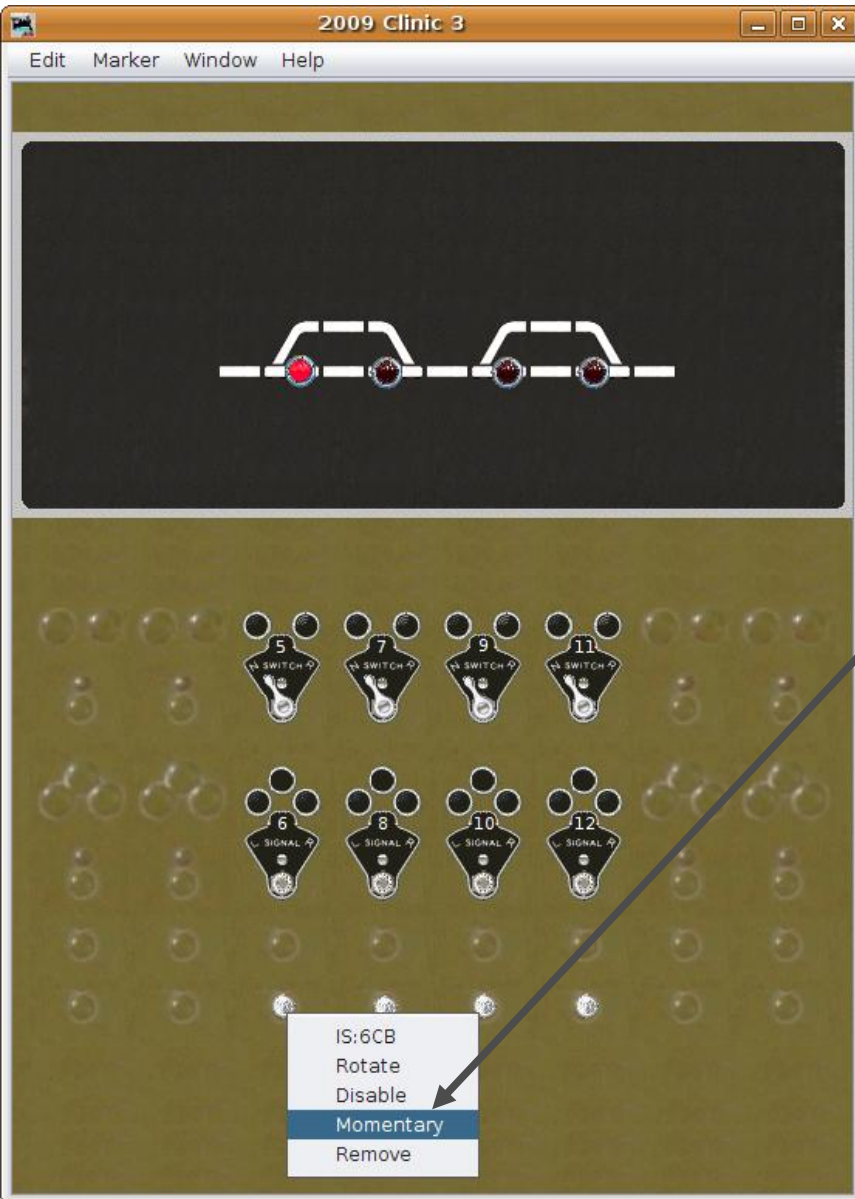 2009 Clinic 3
Edit Marker Window Help
5 7 9 11
N SWITCH R N SWITCH R N SWITCH R N SWITCH R
6 8 10 12
L SIGNAL R L SIGNAL R L SIGNAL R L SIGNAL R
IS:6CB
Rotate
Disable
Momentary
Remove